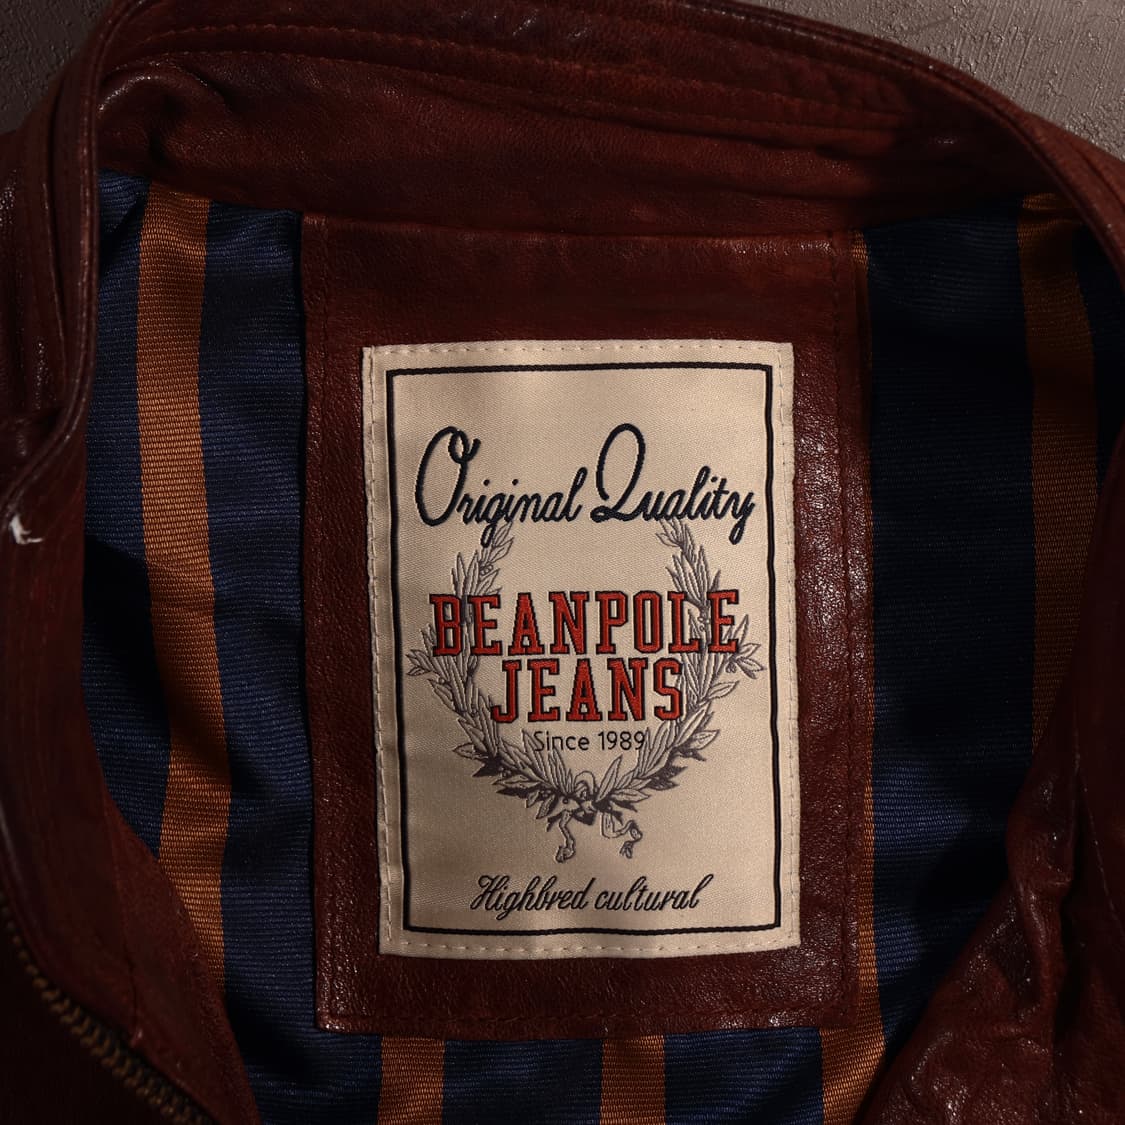 Original Quality
BEANPOLE
JEANS
Since 1989
Highbred cultural